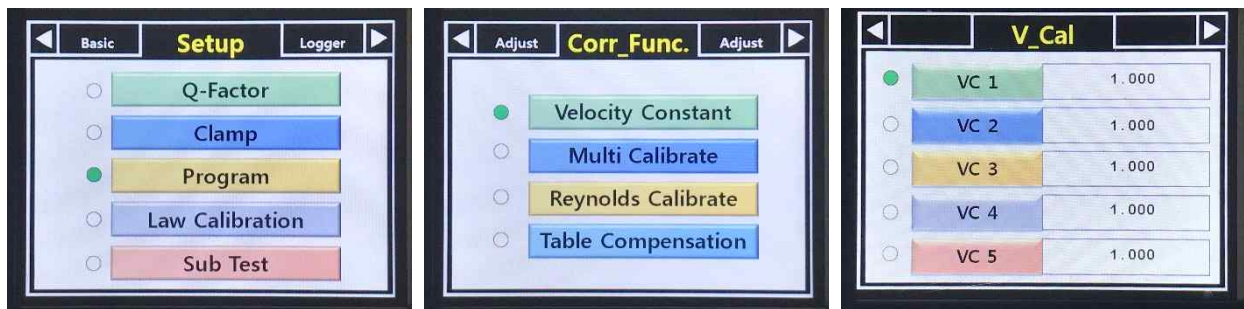 Basic Setup Logger
Q-Factor
Clamp
Program
Law Calibration
Sub Test
Adjust Corr_Func. Adjust
Velocity Constant
Multi Calibrate
Reynolds Calibrate
Table Compensation
V_Cal
VC 1 1.000
VC 2 1.000
VC 3 1.000
VC 4 1.000
VC 5 1.000